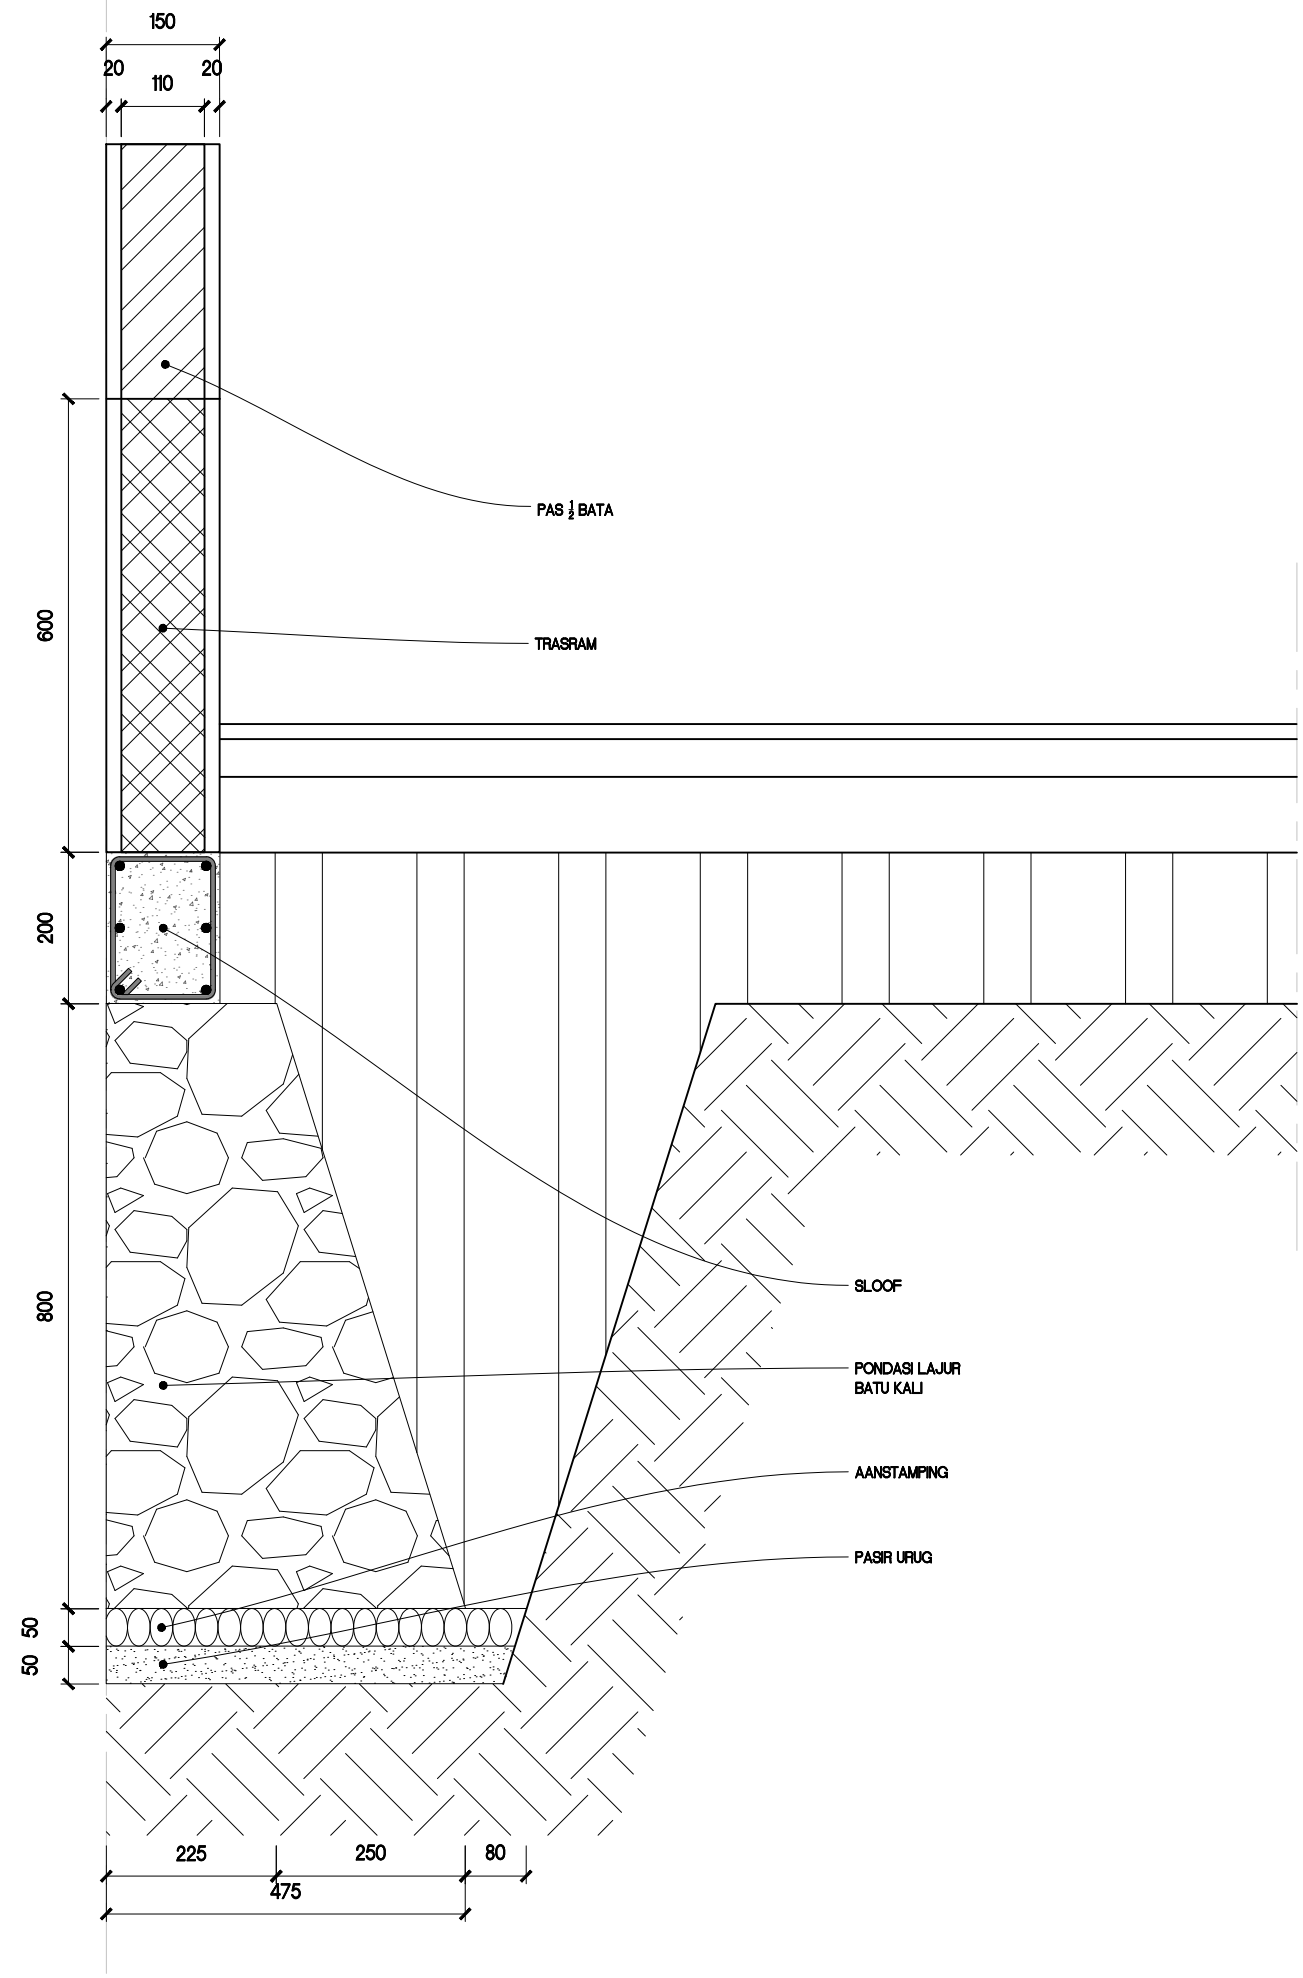 150
20 20
110
PAS ½ BATA
600
TRASRAM
200
SLOOF
800
PONDASI LAJUR
BATU KALI
AANSTAMPING
PASIR URUG
50
50
225 250 80
475